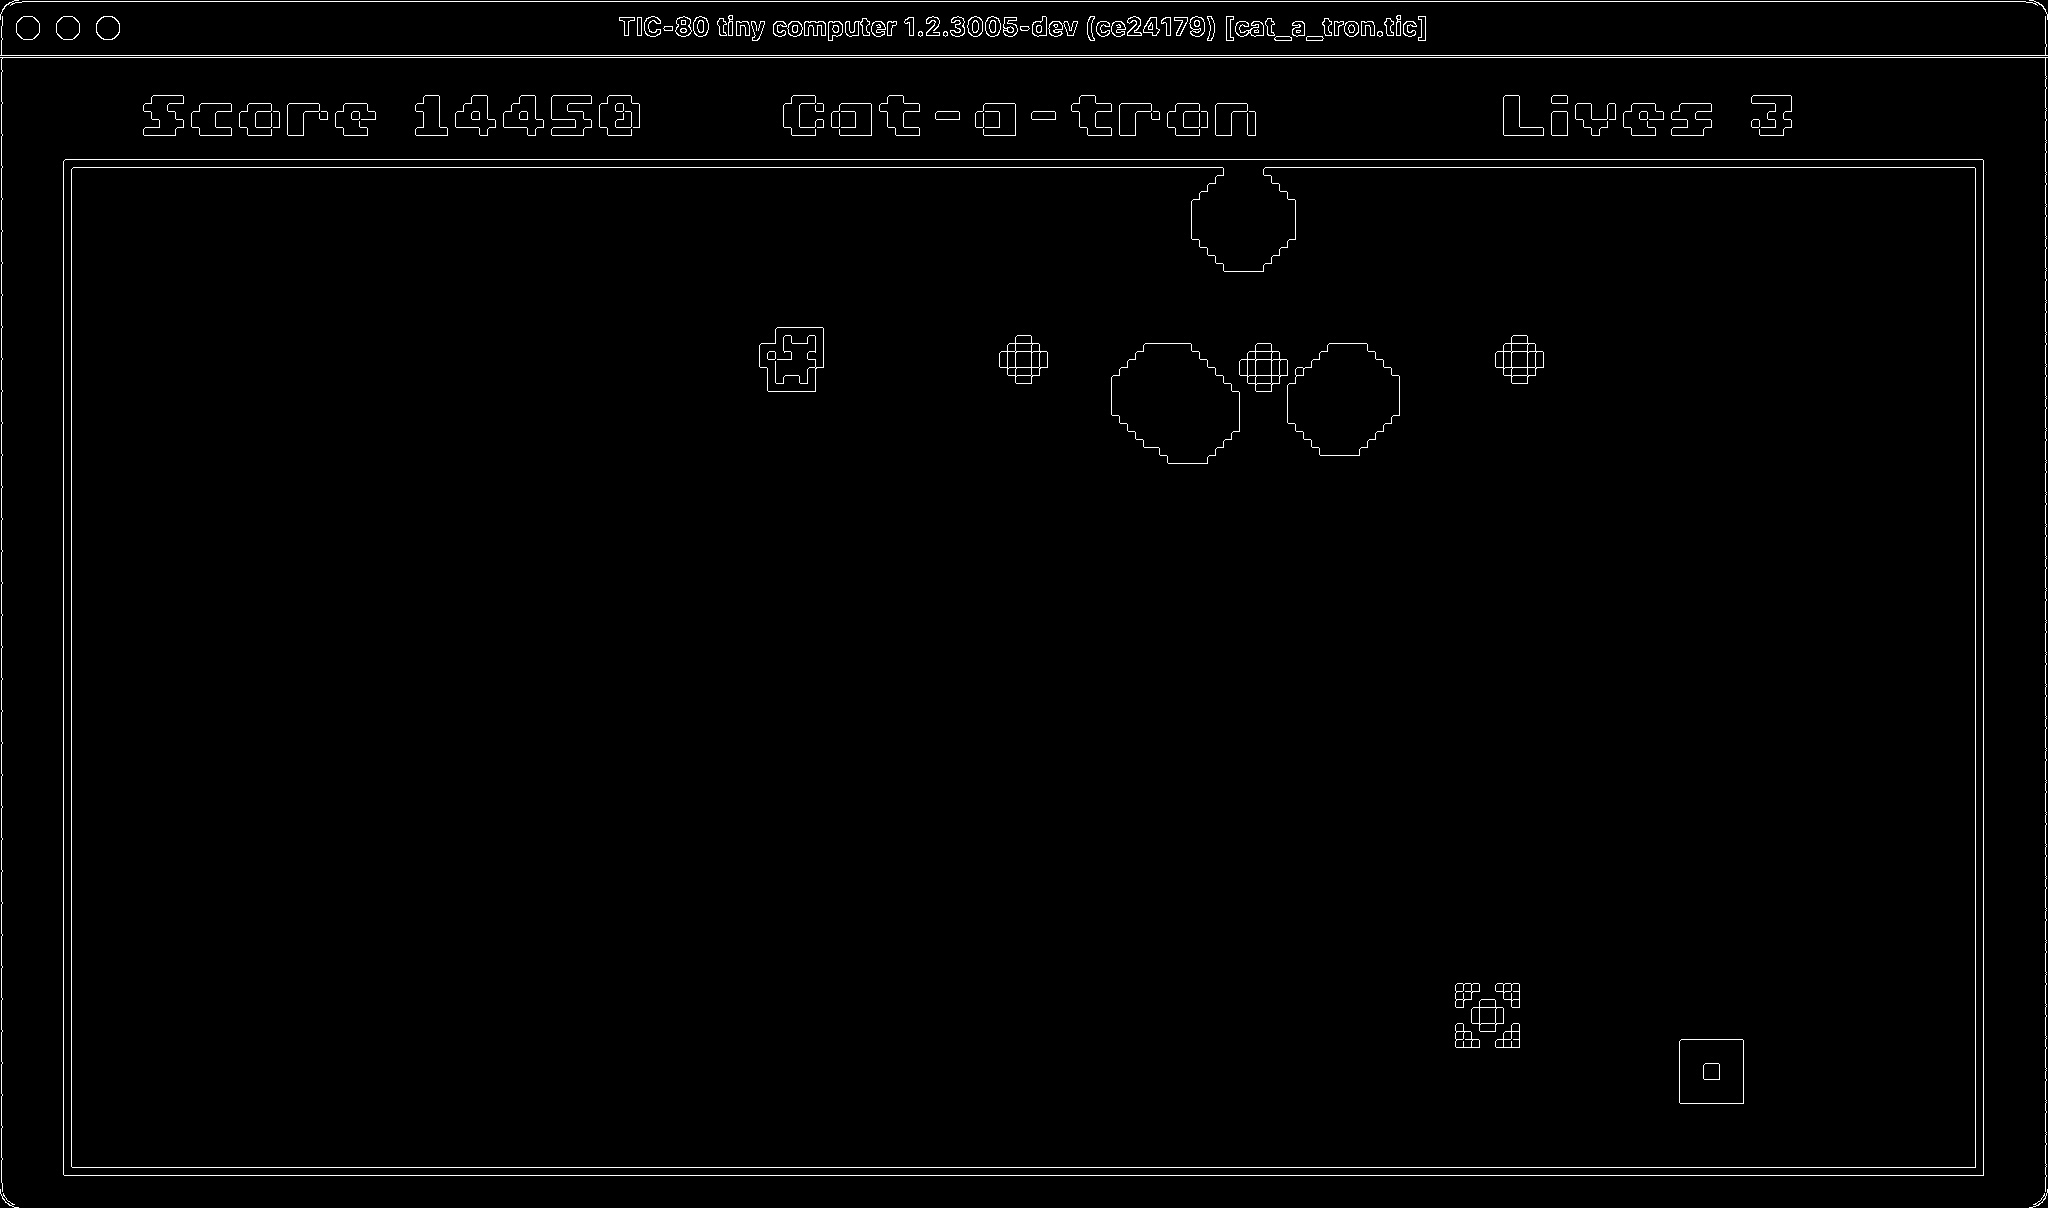 TIC-80 tiny computer 1.2.3005-dev (ce24179) [cat_a_tron.tic]
Score 14450 Cat-a-tron Lives 3